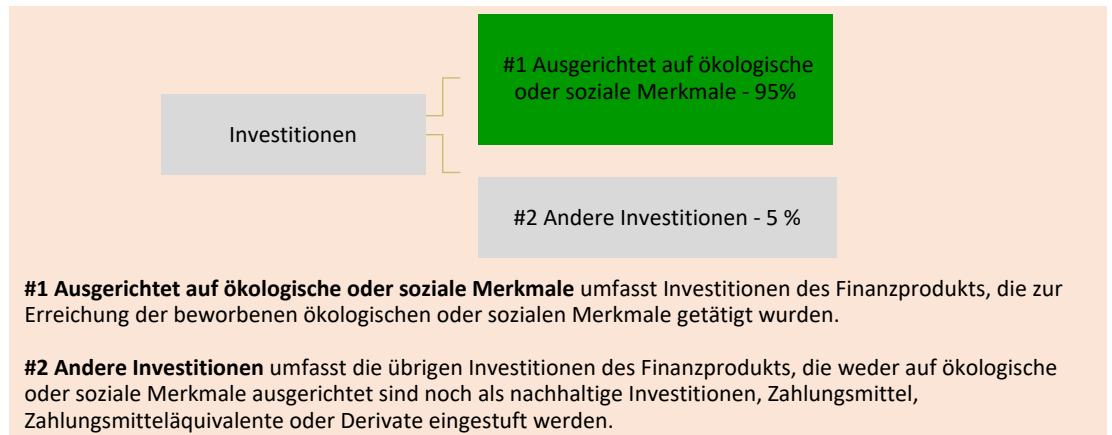 #1 Ausgerichtet auf ökologische
oder soziale Merkmale - 95%
Investitionen
#2 Andere Investitionen - 5 %
#1 Ausgerichtet auf ökologische oder soziale Merkmale umfasst Investitionen des Finanzprodukts, die zur
Erreichung der beworbenen ökologischen oder sozialen Merkmale getätigt wurden.
#2 Andere Investitionen umfasst die übrigen Investitionen des Finanzprodukts, die weder auf ökologische
oder soziale Merkmale ausgerichtet sind noch als nachhaltige Investitionen, Zahlungsmittel,
Zahlungsmitteläquivalente oder Derivate eingestuft werden.